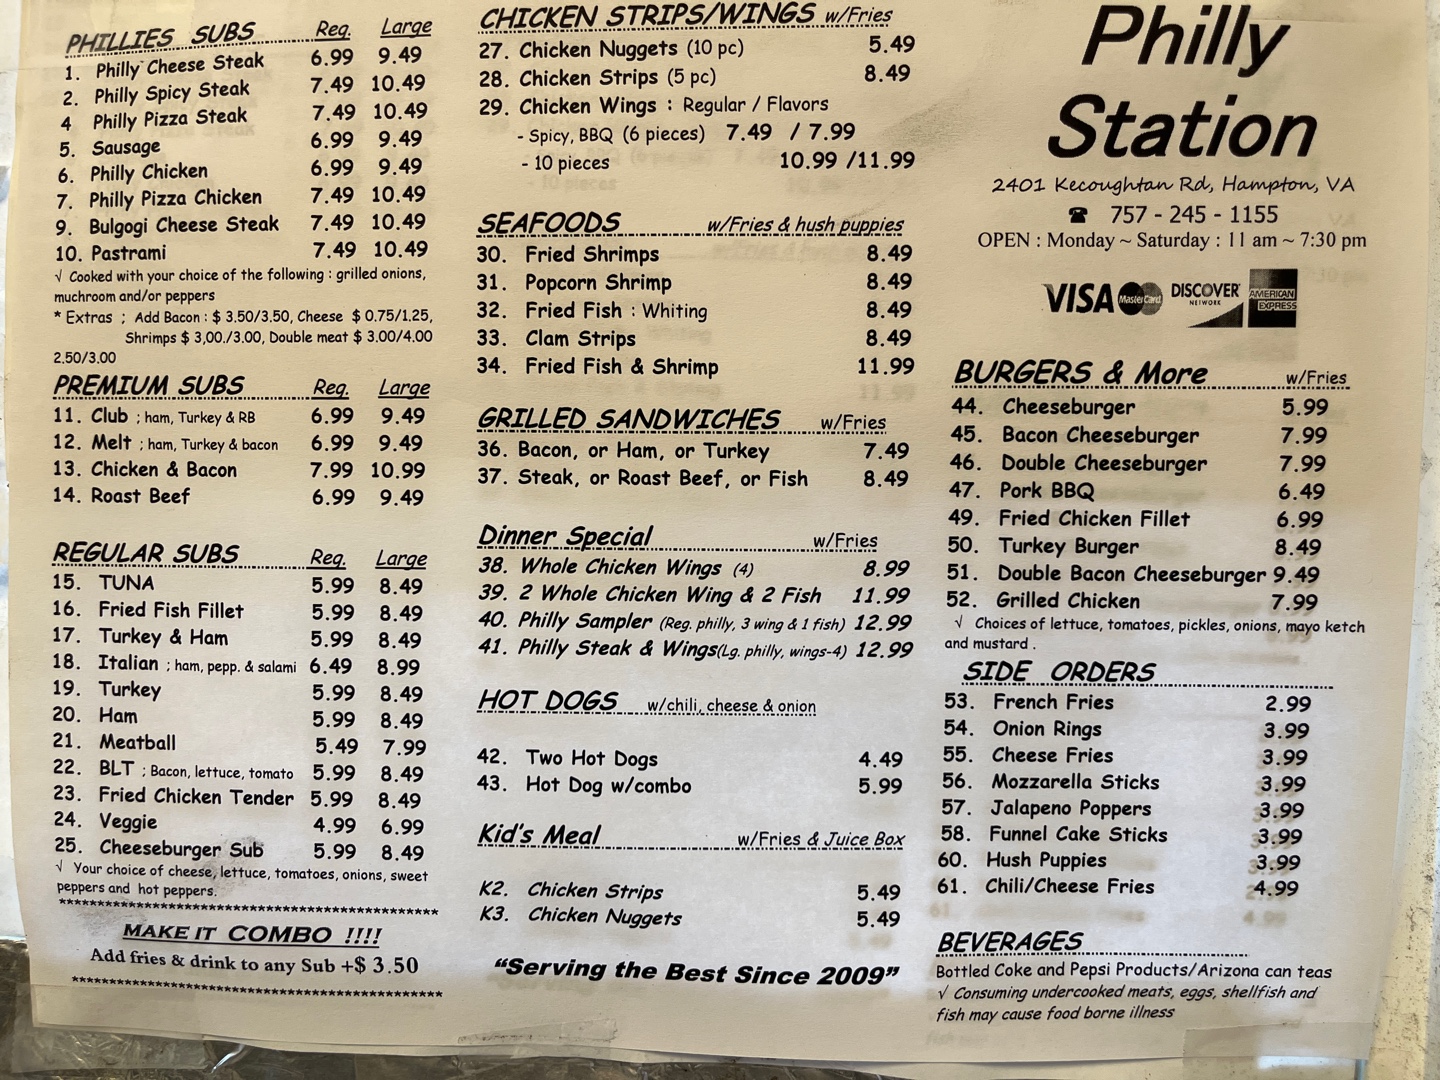 PHILLIES SUBS Reg. Large
1. Philly Cheese Steak 6.99 9.49
2. Philly Spicy Steak 7.49 10.49
4 Philly Pizza Steak 7.49 10.49
5. Sausage 6.99 9.49
6. Philly Chicken 6.99 9.49
7. Philly Pizza Chicken 7.49 10.49
9. Bulgogi Cheese Steak 7.49 10.49
10. Pastrami 7.49 10.49
√ Cooked with your choice of the following : grilled onions,
muchroom and/or peppers
* Extras ; Add Bacon : $ 3.50/3.50, Cheese $ 0.75/1.25,
Shrimps $ 3,00./3.00, Double meat $ 3.00/4.00
2.50/3.00
PREMIUM SUBS Reg. Large
11. Club ; ham, Turkey & RB 6.99 9.49
12. Melt ; ham, Turkey & bacon 6.99 9.49
13. Chicken & Bacon 7.99 10.99
14. Roast Beef 6.99 9.49
REGULAR SUBS Reg. Large
15. TUNA 5.99 8.49
16. Fried Fish Fillet 5.99 8.49
17. Turkey & Ham 5.99 8.49
18. Italian ; ham, pepp. & salami 6.49 8.99
19. Turkey 5.99 8.49
20. Ham 5.99 8.49
21. Meatball 5.49 7.99
22. BLT ; Bacon, lettuce, tomato 5.99 8.49
23. Fried Chicken Tender 5.99 8.49
24. Veggie 4.99 6.99
25. Cheeseburger Sub 5.99 8.49
√ Your choice of cheese, lettuce, tomatoes, onions, sweet
peppers and hot peppers.
MAKE IT COMBO !!!!
Add fries & drink to any Sub +$ 3.50
CHICKEN STRIPS/WINGS w/Fries
27. Chicken Nuggets (10 pc) 5.49
28. Chicken Strips (5 pc) 8.49
29. Chicken Wings : Regular / Flavors
- Spicy, BBQ (6 pieces) 7.49 / 7.99
- 10 pieces 10.99 /11.99
SEAFOODS w/Fries & hush puppies
30. Fried Shrimps 8.49
31. Popcorn Shrimp 8.49
32. Fried Fish : Whiting 8.49
33. Clam Strips 8.49
34. Fried Fish & Shrimp 11.99
GRILLED SANDWICHES w/Fries
36. Bacon, or Ham, or Turkey 7.49
37. Steak, or Roast Beef, or Fish 8.49
Dinner Special w/Fries
38. Whole Chicken Wings (4) 8.99
39. 2 Whole Chicken Wing & 2 Fish 11.99
40. Philly Sampler (Reg. philly, 3 wing & 1 fish) 12.99
41. Philly Steak & Wings(Lg. philly, wings-4) 12.99
HOT DOGS w/chili, cheese & onion
42. Two Hot Dogs 4.49
43. Hot Dog w/combo 5.99
Kid's Meal w/Fries & Juice Box
K2. Chicken Strips 5.49
K3. Chicken Nuggets 5.49
"Serving the Best Since 2009"
Philly
Station
2401 Kecoughtan Rd, Hampton, VA
☎ 757 - 245 - 1155
OPEN : Monday ~ Saturday : 11 am ~ 7:30 pm
VISA MasterCard DISCOVER NETWORK AMERICAN EXPRESS
BURGERS & More w/Fries
44. Cheeseburger 5.99
45. Bacon Cheeseburger 7.99
46. Double Cheeseburger 7.99
47. Pork BBQ 6.49
49. Fried Chicken Fillet 6.99
50. Turkey Burger 8.49
51. Double Bacon Cheeseburger 9.49
52. Grilled Chicken 7.99
√ Choices of lettuce, tomatoes, pickles, onions, mayo ketch
and mustard .
SIDE ORDERS
53. French Fries 2.99
54. Onion Rings 3.99
55. Cheese Fries 3.99
56. Mozzarella Sticks 3.99
57. Jalapeno Poppers 3.99
58. Funnel Cake Sticks 3.99
60. Hush Puppies 3.99
61. Chili/Cheese Fries 4.99
BEVERAGES
Bottled Coke and Pepsi Products/Arizona can teas
√ Consuming undercooked meats, eggs, shellfish and
fish may cause food borne illness